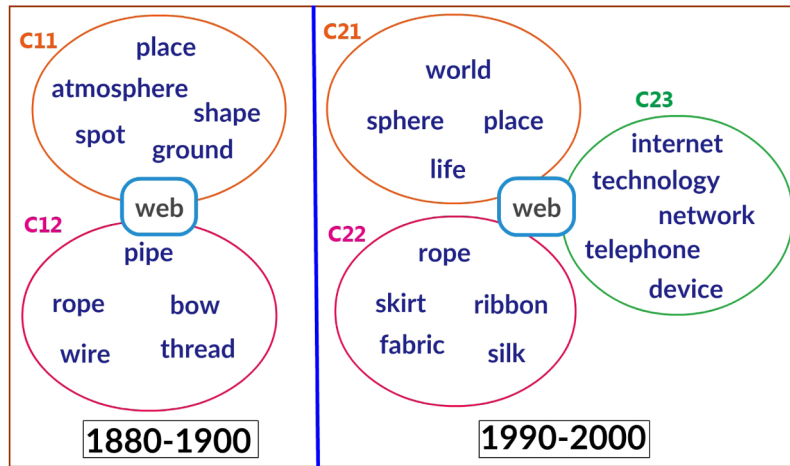 C11
place
atmosphere
shape
spot
ground
web
C12
pipe
rope
bow
wire
thread
1880-1900
C21
world
sphere
place
life
web
C22
rope
skirt
ribbon
fabric
silk
C23
internet
technology
network
telephone
device
1990-2000